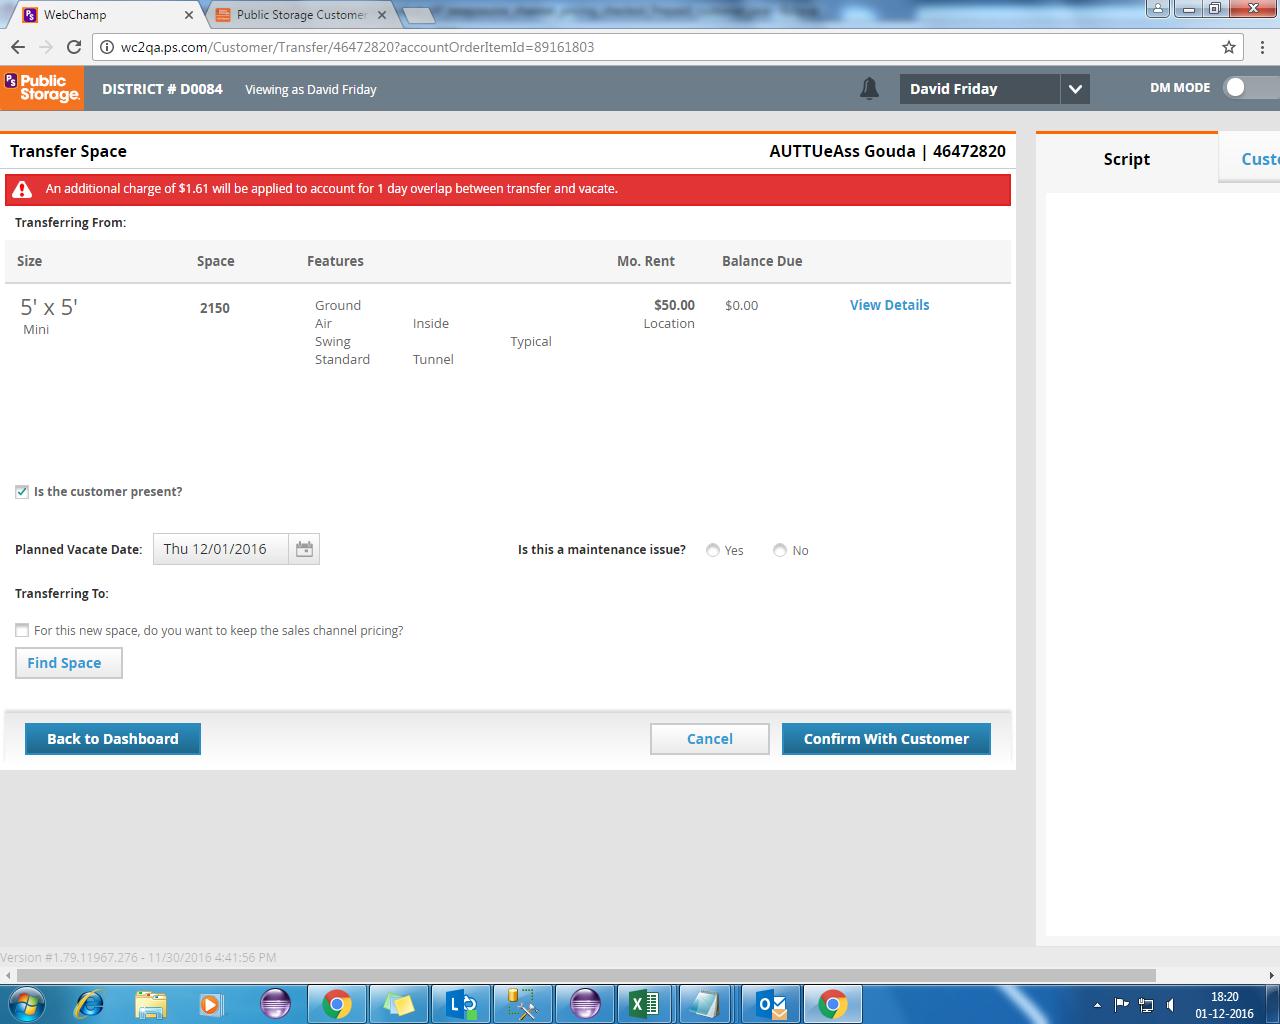 WebChamp
Public Storage Customer
wc2qa.ps.com/Customer/Transfer/46472820?accountOrderItemId=89161803
PS Public Storage.
DISTRICT # D0084
Viewing as David Friday
David Friday
DM MODE
Transfer Space
AUTTUeAss Gouda | 46472820
Script
Custo
An additional charge of $1.61 will be applied to account for 1 day overlap between transfer and vacate.
Transferring From:
Size Space Features Mo. Rent Balance Due
5' x 5' 2150 Ground $50.00 $0.00 View Details
Mini Air Inside Location
Swing Typical
Standard Tunnel
Is the customer present?
Planned Vacate Date: Thu 12/01/2016 Is this a maintenance issue? Yes No
Transferring To:
For this new space, do you want to keep the sales channel pricing?
Find Space
Back to Dashboard Cancel Confirm With Customer
Version #1.79.11967.276 - 11/30/2016 4:41:56 PM
18:20
01-12-2016